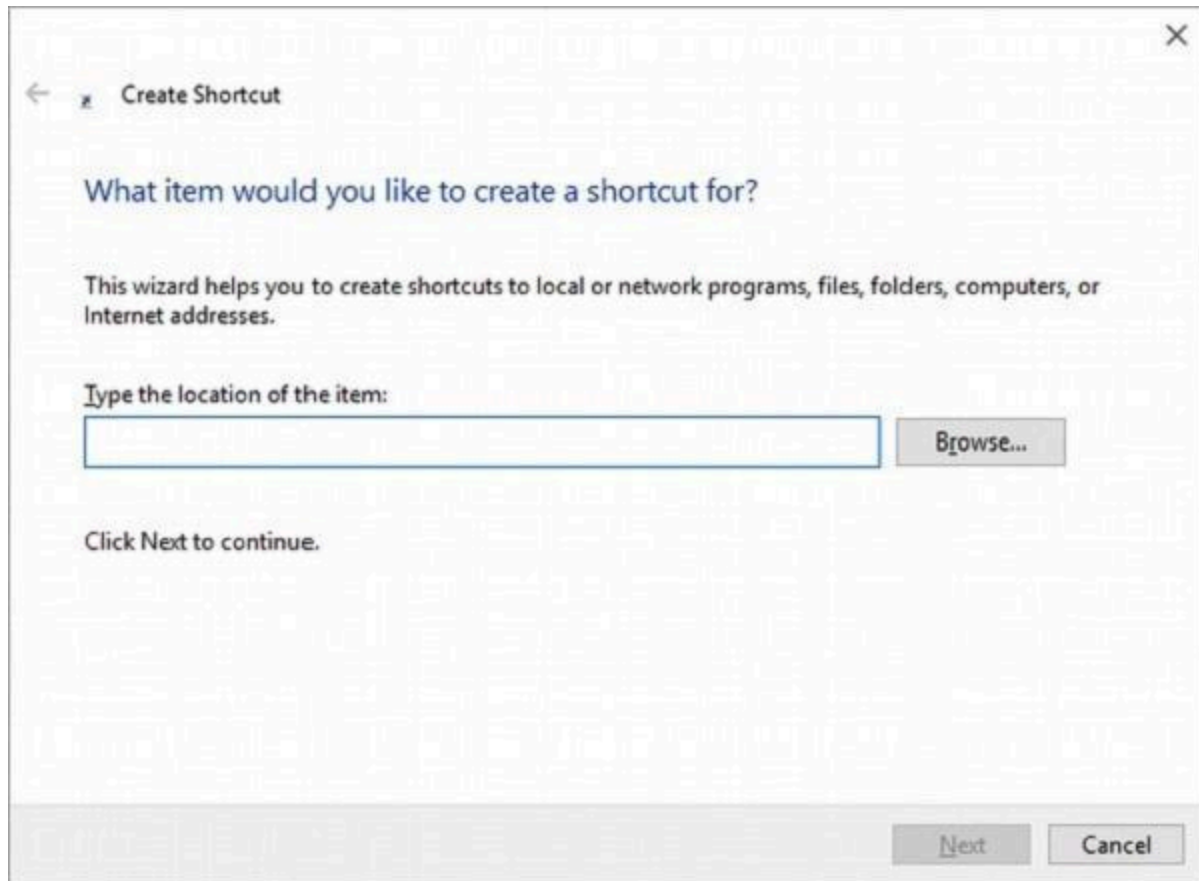 Create Shortcut
What item would you like to create a shortcut for?
This wizard helps you to create shortcuts to local or network programs, files, folders, computers, or
Internet addresses.
Type the location of the item:
Browse...
Click Next to continue.
Next Cancel